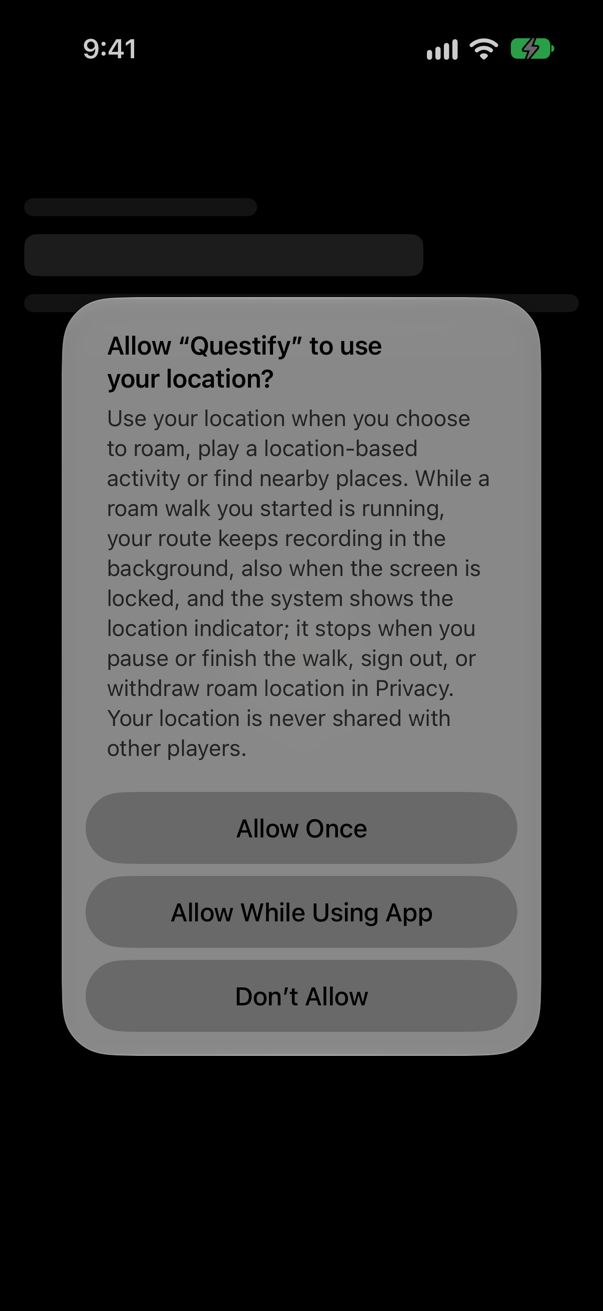 9:41
Allow “Questify” to use
your location?
Use your location when you choose
to roam, play a location-based
activity or find nearby places. While a
roam walk you started is running,
your route keeps recording in the
background, also when the screen is
locked, and the system shows the
location indicator; it stops when you
pause or finish the walk, sign out, or
withdraw roam location in Privacy.
Your location is never shared with
other players.
Allow Once
Allow While Using App
Don’t Allow